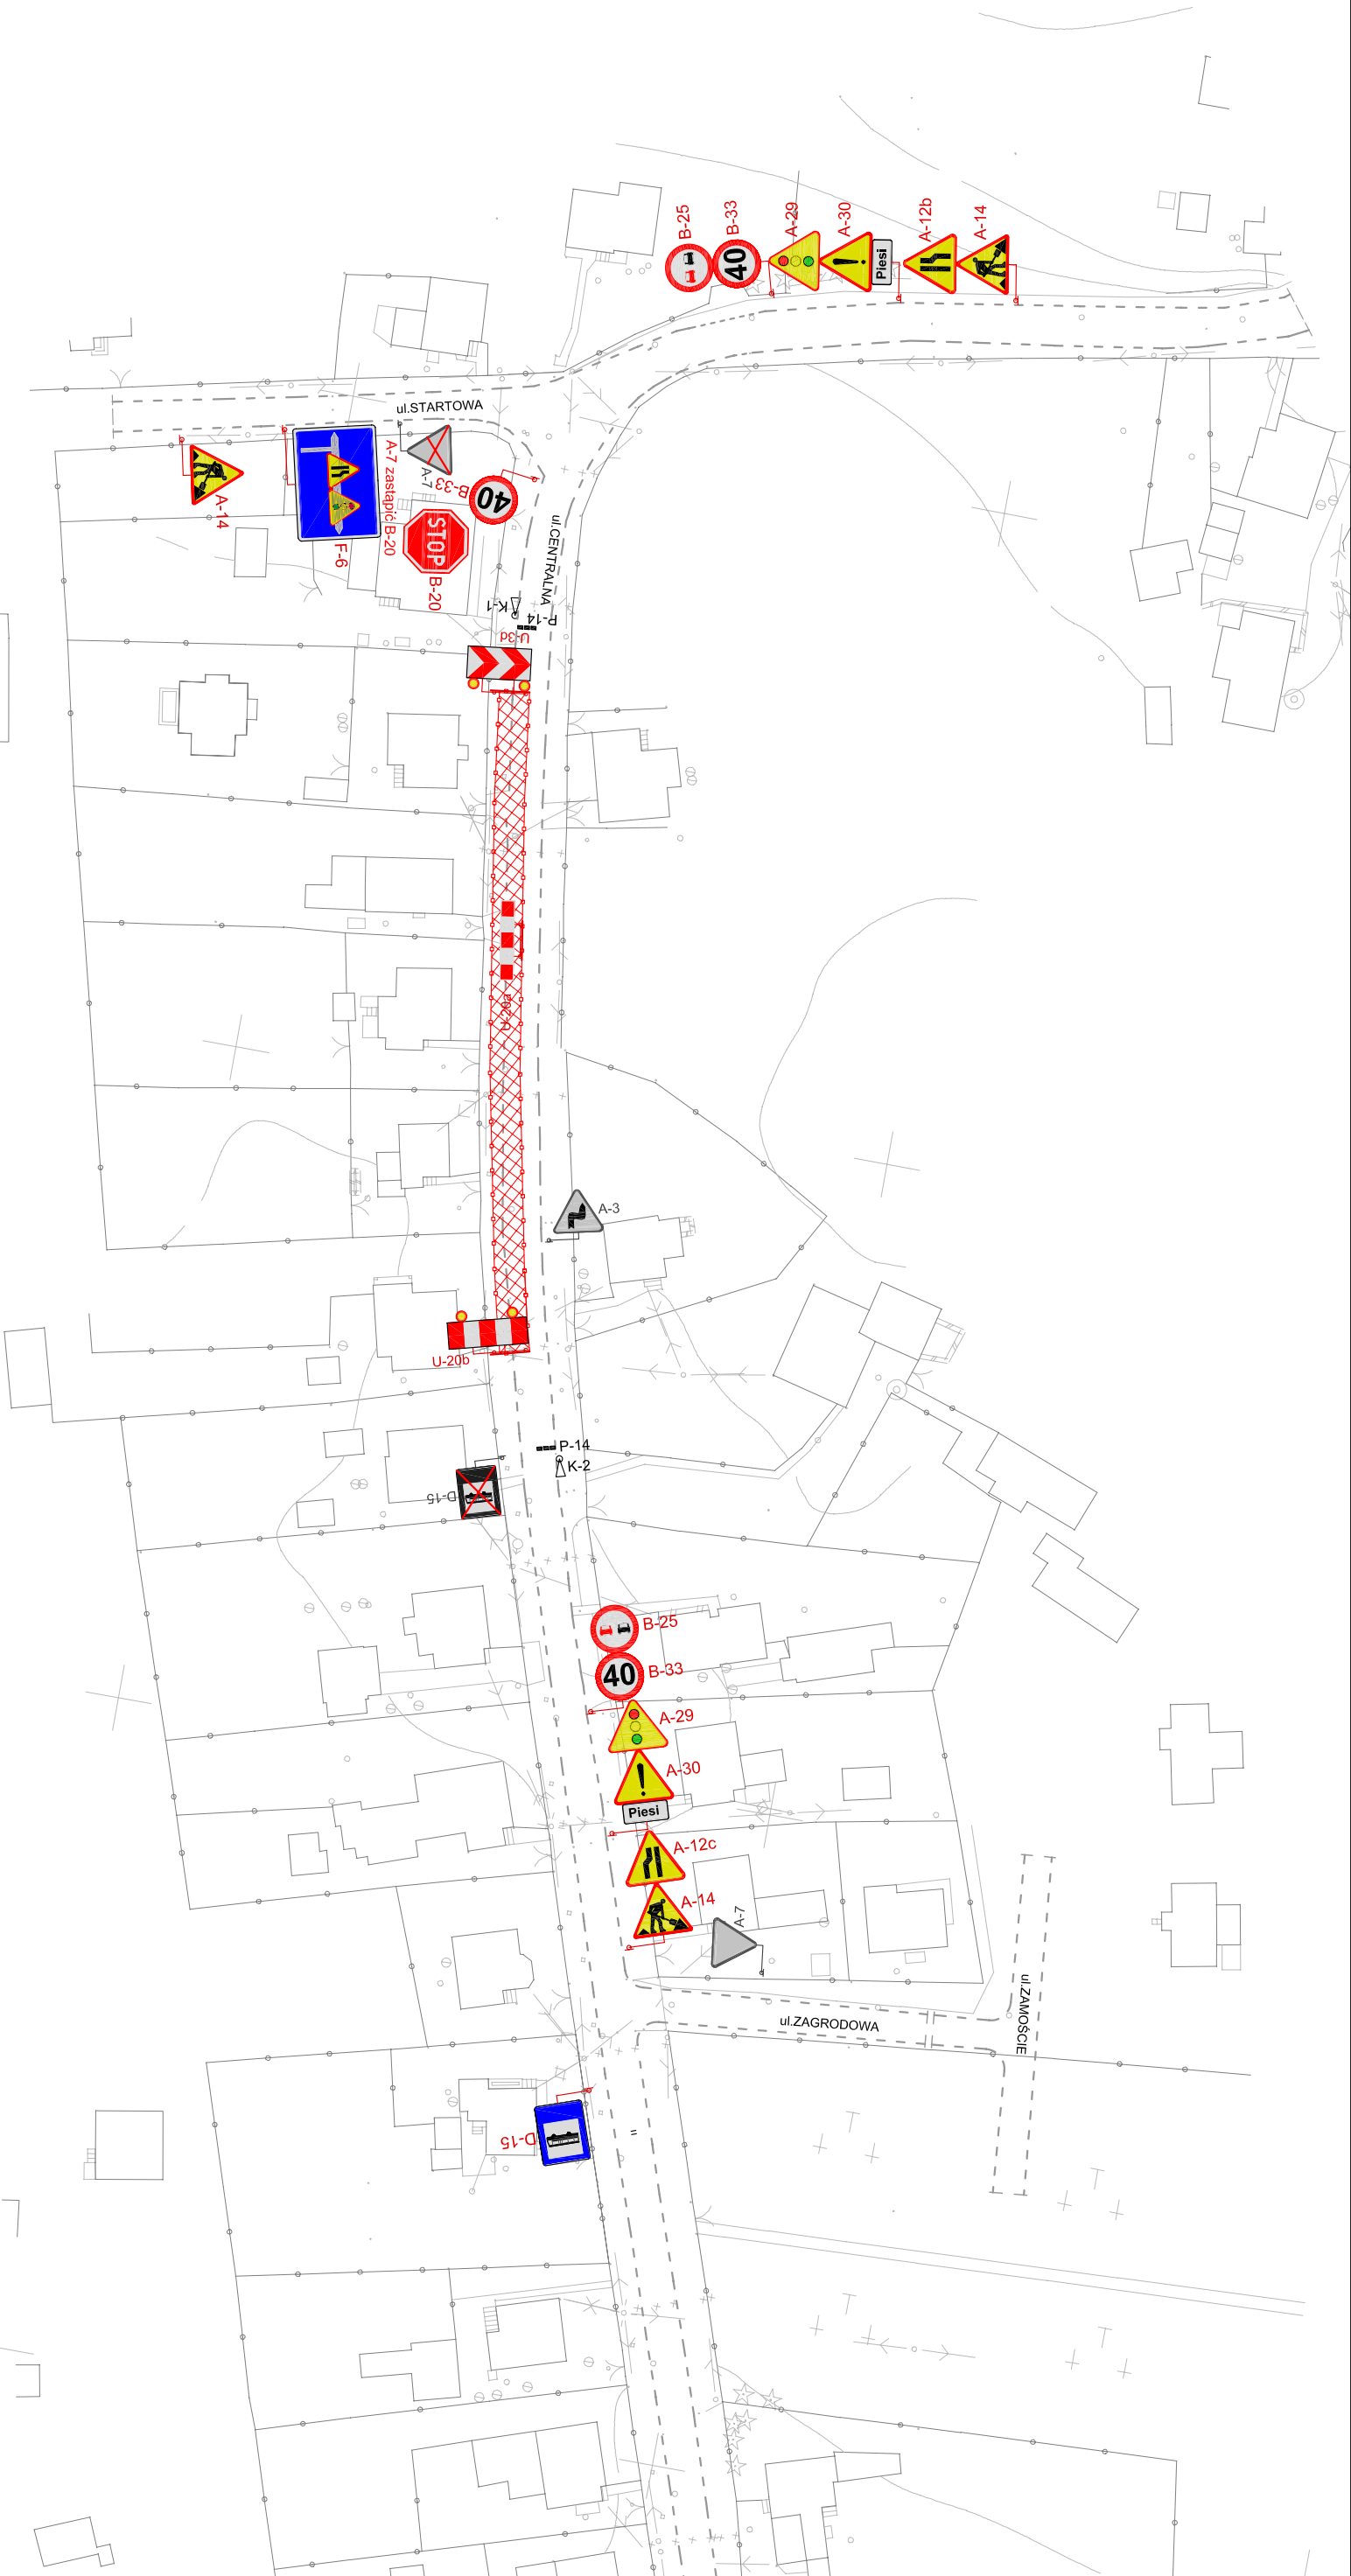 B-25
B-33
A-29
A-30
A-12b
A-14
40
Piesi
ul.STARTOWA
A-14
F-6
A-7 zastąpić B-20
A-7
B-33
40
STOP
B-20
ul.CENTRALNA
K-1
P-14
U-3d
U-20a
A-3
U-20b
P-14
K-2
D-15
B-25
40
B-33
A-29
A-30
Piesi
A-12c
A-14
A-7
ul.ZAGRODOWA
ul.ZAMOŚCIE
D-15
=